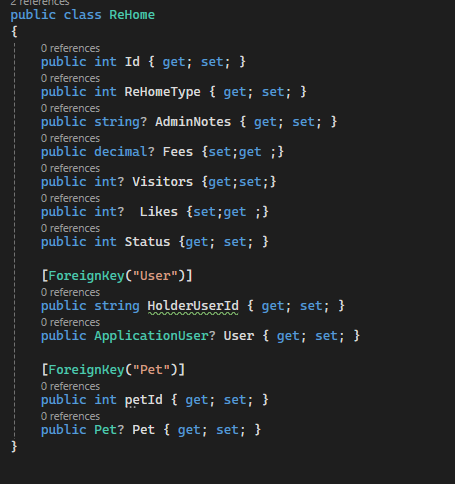 2 references
public class ReHome
{
0 references
public int Id { get; set; }
0 references
public int ReHomeType { get; set; }
0 references
public string? AdminNotes { get; set; }
0 references
public decimal? Fees {set;get ;}
0 references
public int? Visitors {get;set;}
0 references
public int?  Likes {set;get ;}
0 references
public int Status {get; set; }
[ForeignKey("User")]
0 references
public string HolderUserId { get; set; }
0 references
public ApplicationUser? User { get; set; }
[ForeignKey("Pet")]
0 references
public int petId { get; set; }
0 references
public Pet? Pet { get; set; }
}